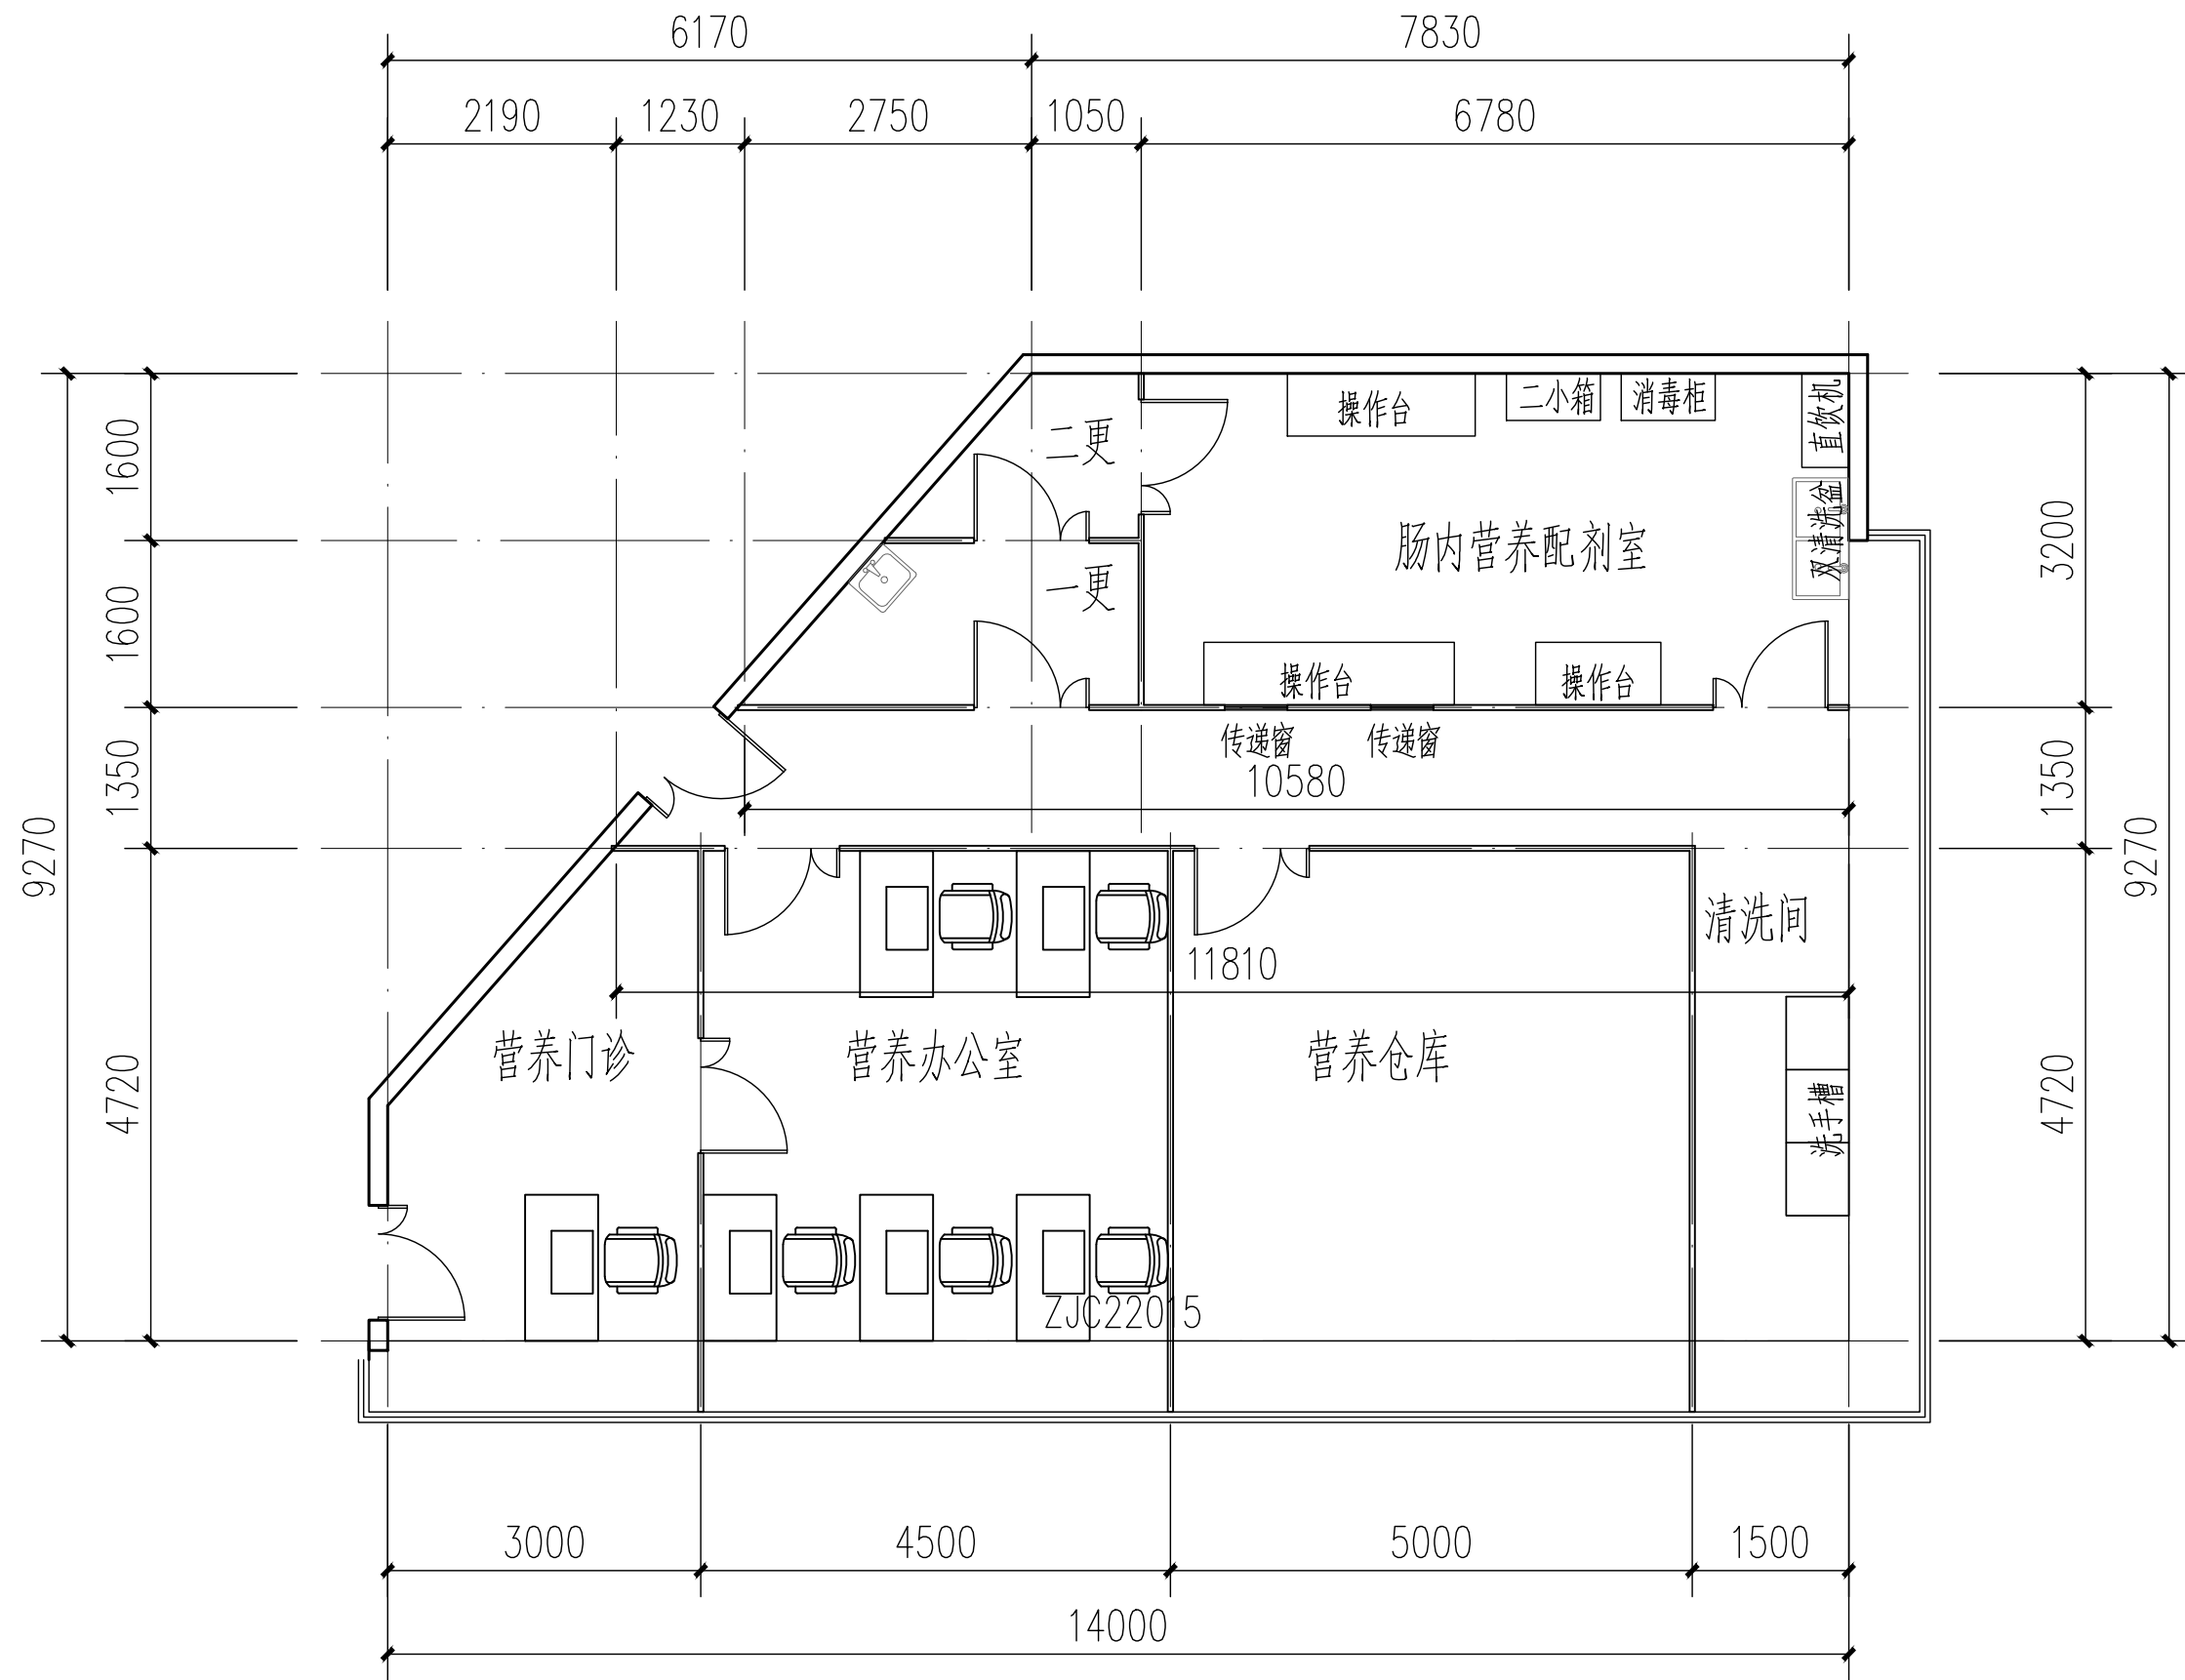 6170
7830
2190
1230
2750
1050
6780
二更
操作台
二小箱
消毒柜
直饮机
1600
3200
肠内营养配剂室
双清洗盆
一更
1600
操作台
操作台
传递窗
传递窗
10580
1350
1350
9270
9270
清洗间
11810
营养门诊
营养办公室
营养仓库
4720
4720
洗手槽
ZJC22015
3000
4500
5000
1500
14000